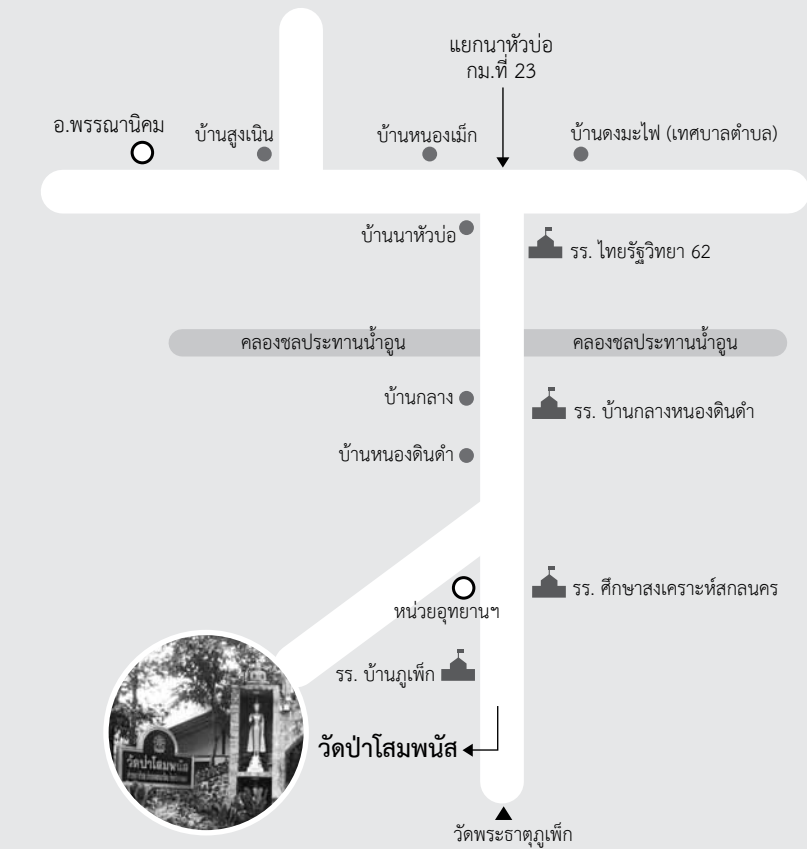 แยกนาหัวบ่อ
กม.ที่ 23
อ.พรรณานิคม
บ้านสูงเนิน
บ้านหนองเม็ก
บ้านดงมะไฟ (เทศบาลตำบล)
บ้านนาหัวบ่อ
รร. ไทยรัฐวิทยา 62
คลองชลประทานน้ำอูน
คลองชลประทานน้ำอูน
บ้านกลาง
รร. บ้านกลางหนองดินดำ
บ้านหนองดินดำ
รร. ศึกษาสงเคราะห์สกลนคร
หน่วยอุทยานฯ
รร. บ้านภูเพ็ก
วัดป่าโสมพนัส
วัดป่าโสมพนัส
วัดพระธาตุภูเพ็ก